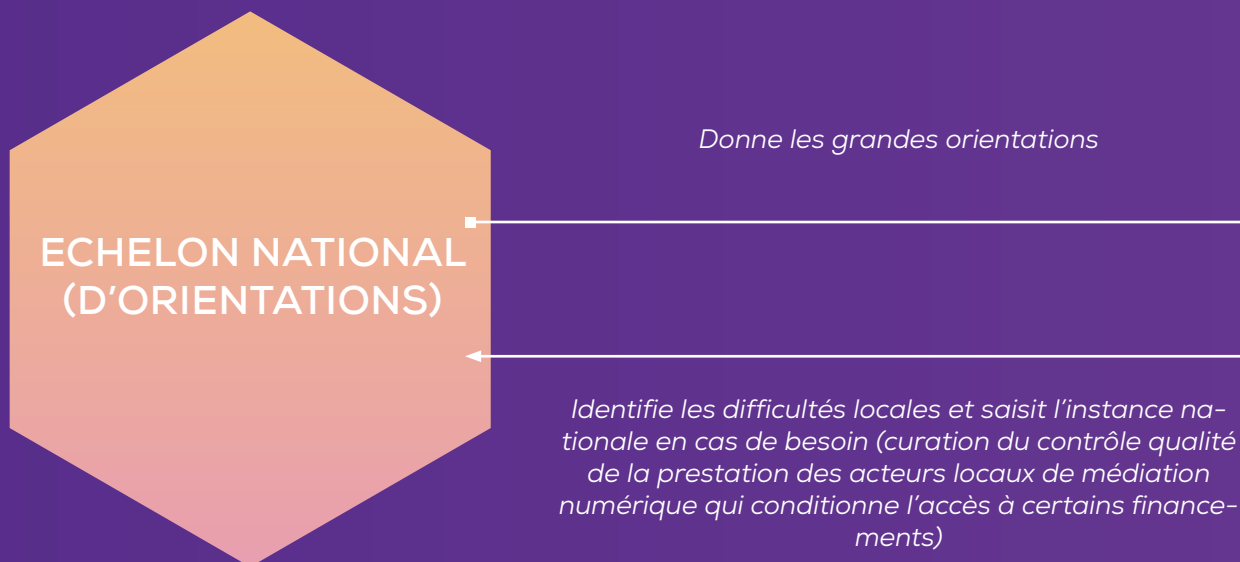 Donne les grandes orientations
ECHELON NATIONAL
(D'ORIENTATIONS)
Identifie les difficultés locales et saisit l'instance na-
tionale en cas de besoin (curation du contrôle qualité
de la prestation des acteurs locaux de médiation
numérique qui conditionne l'accès à certains finance-
ments)